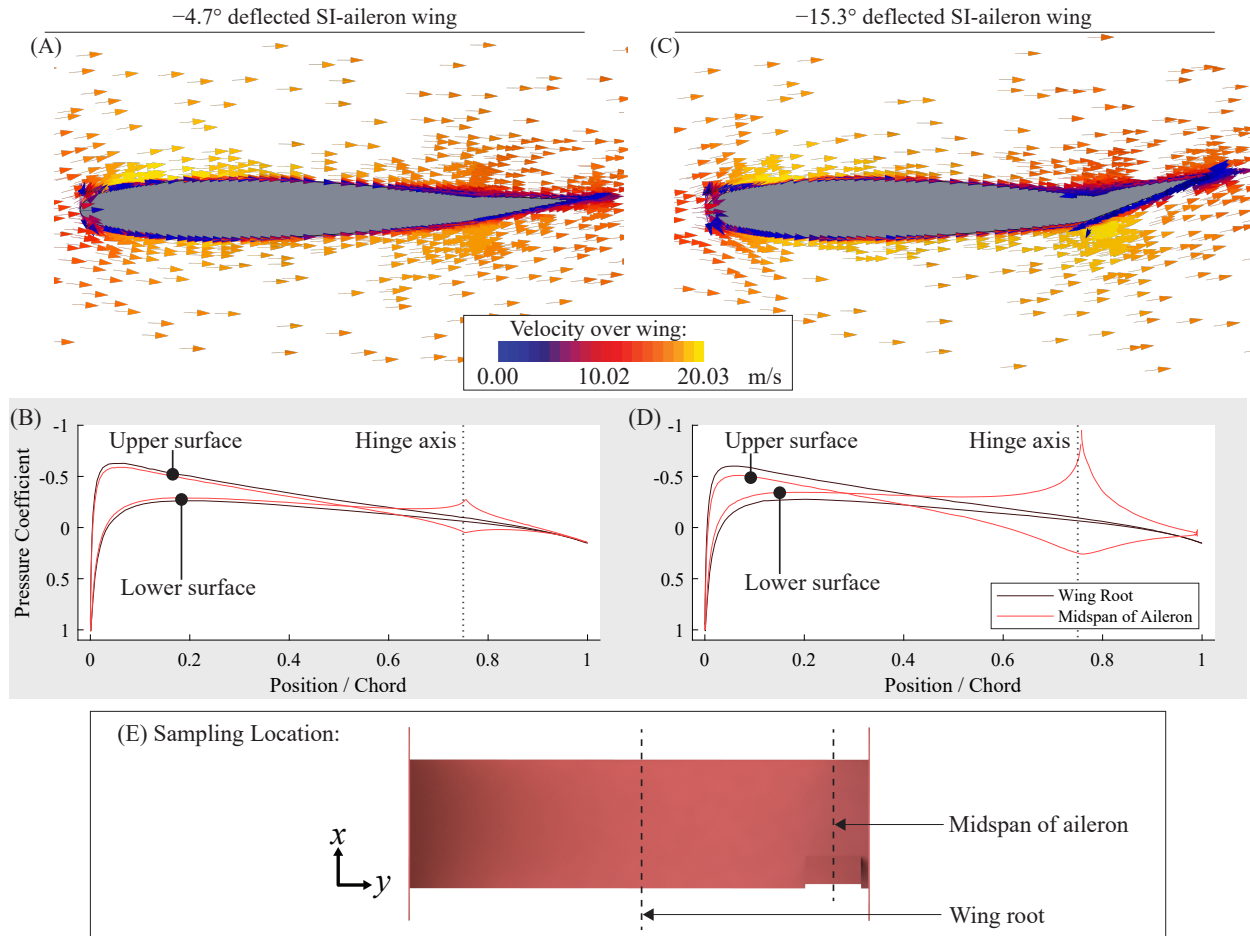 −4.7° deflected SI-aileron wing
−15.3° deflected SI-aileron wing
(A)
(C)
Velocity over wing:
0.00 10.02 20.03 m/s
(B)
Upper surface
Hinge axis
Lower surface
Pressure Coefficient
-1
-0.5
0
0.5
1
0 0.2 0.4 0.6 0.8 1
Position / Chord
(D)
Upper surface
Hinge axis
Lower surface
Wing Root
Midspan of Aileron
-1
-0.5
0
0.5
1
0 0.2 0.4 0.6 0.8 1
Position / Chord
(E) Sampling Location:
x
y
Midspan of aileron
Wing root